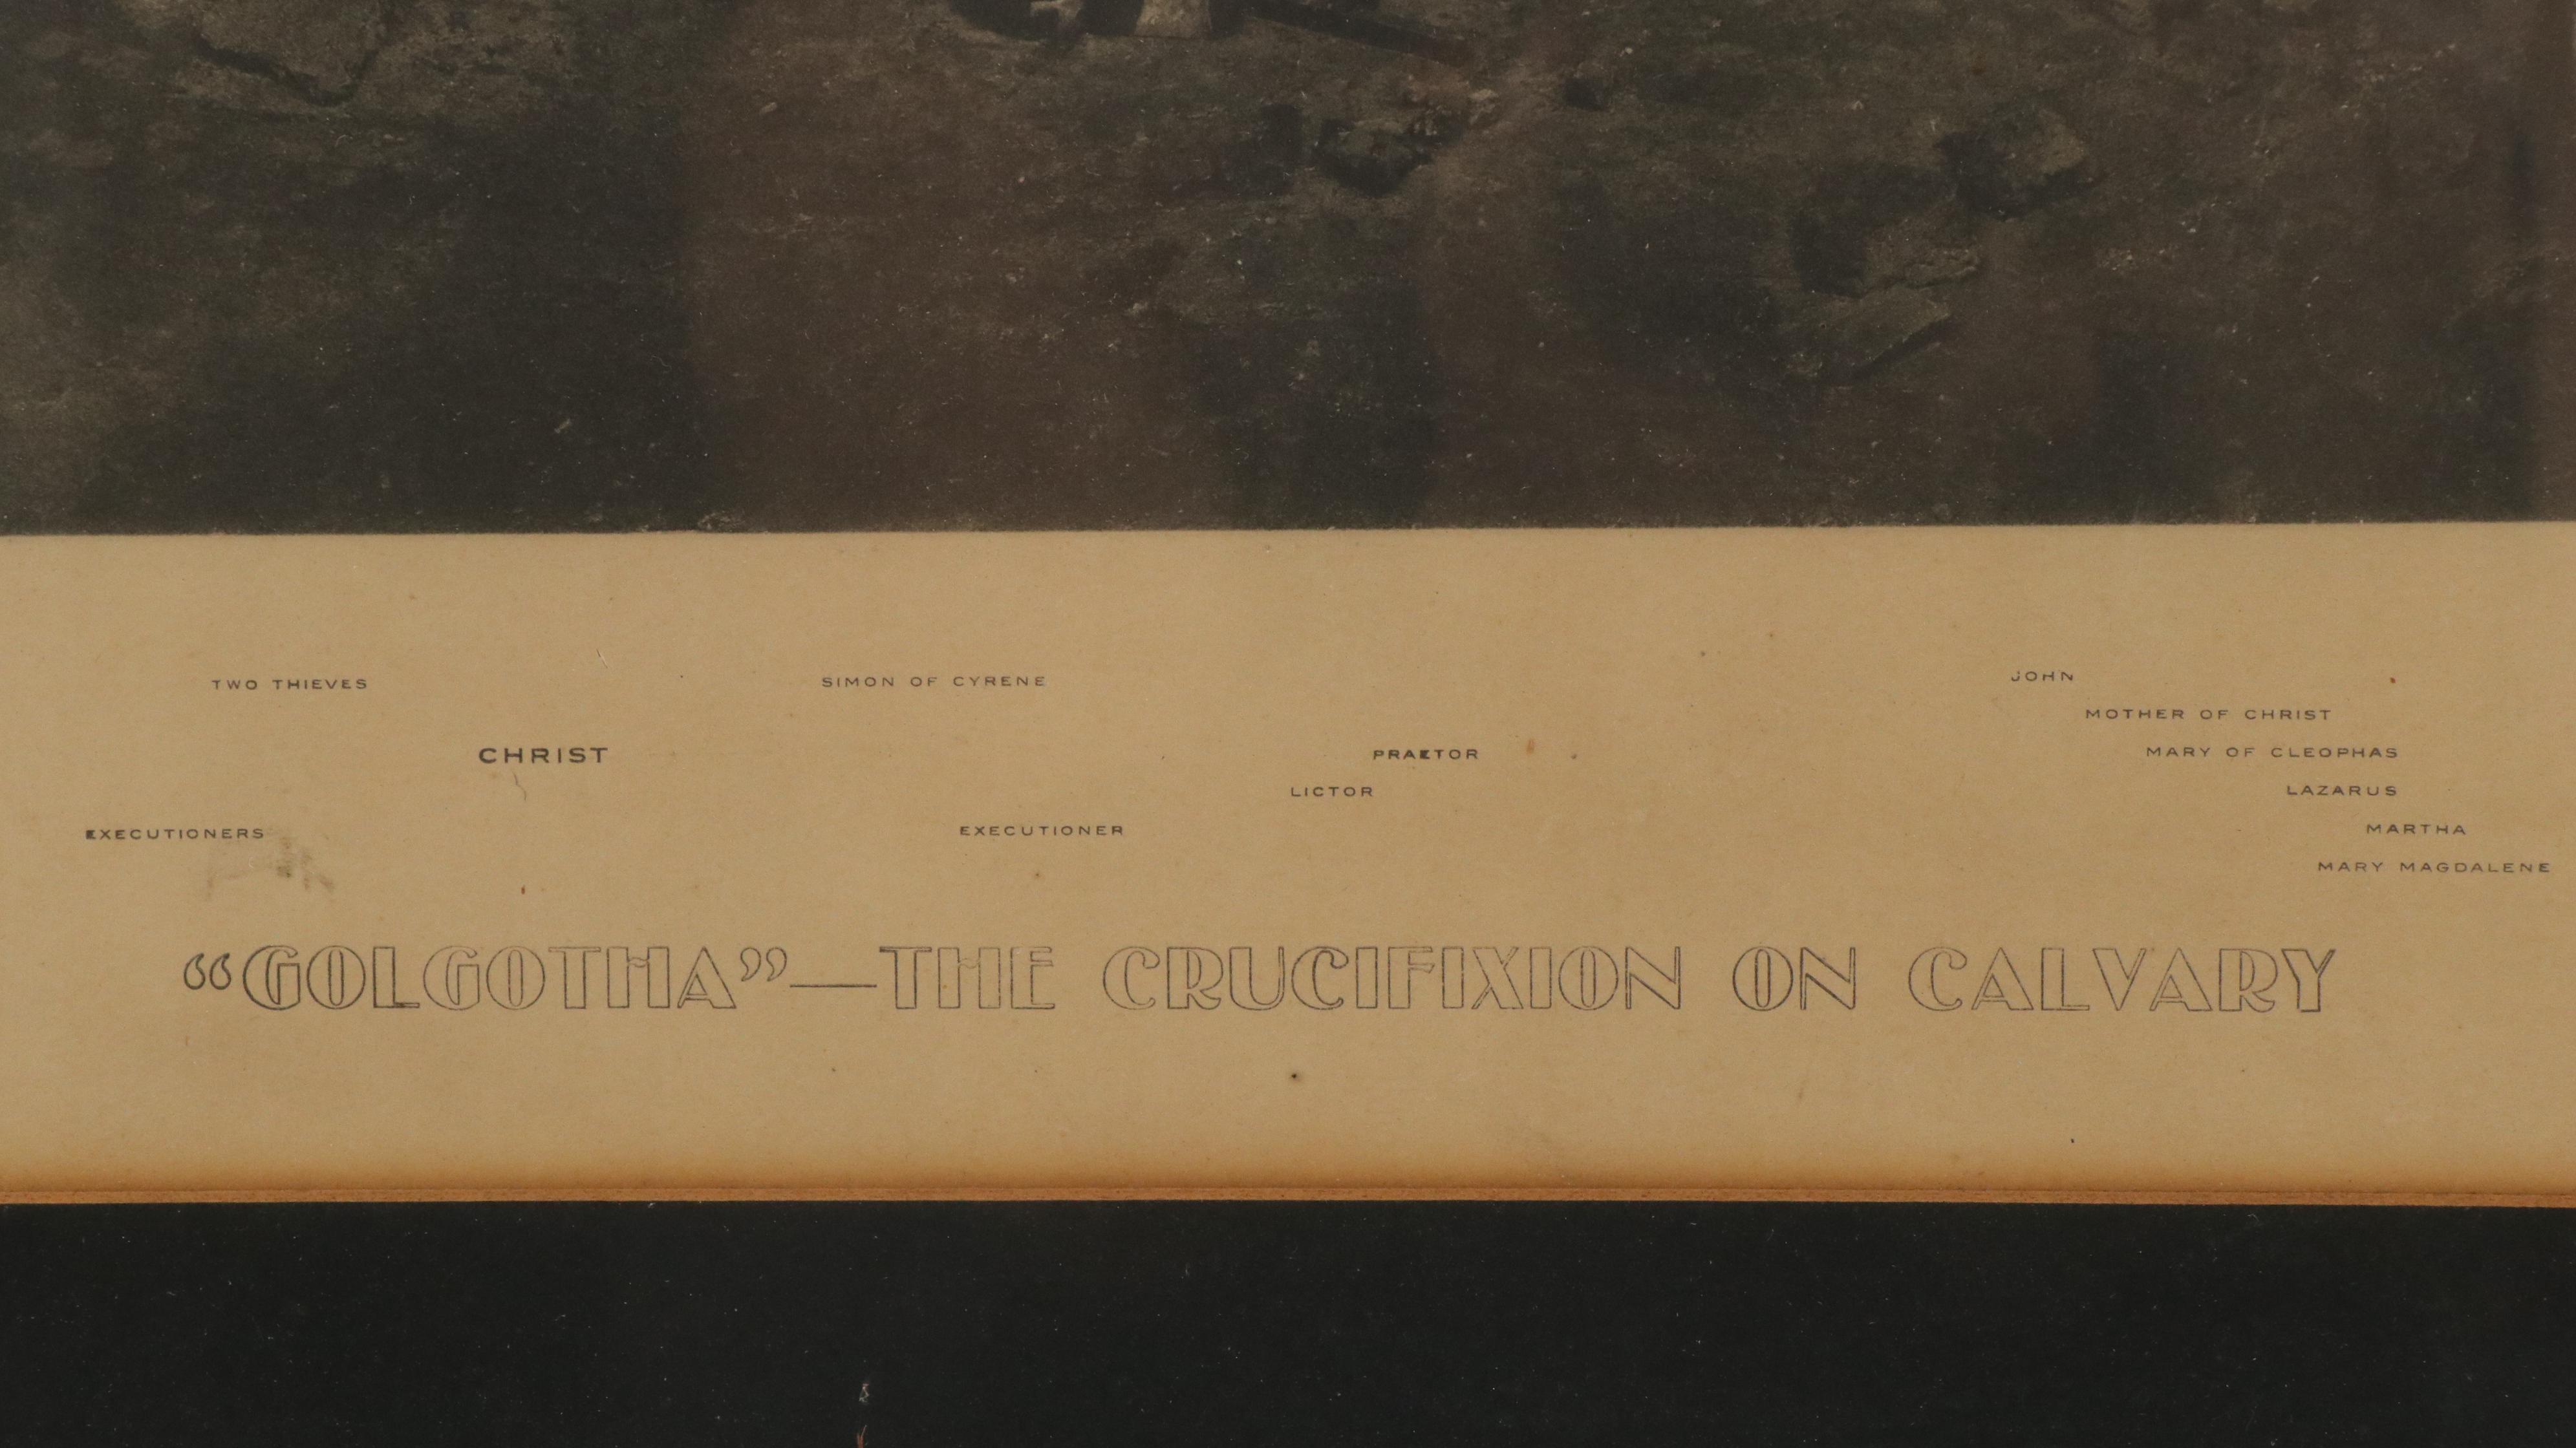 TWO THIEVES SIMON OF CYRENE JOHN
MOTHER OF CHRIST
CHRIST PRAETOR MARY OF CLEOPHAS
LICTOR LAZARUS
EXECUTIONERS EXECUTIONER MARTHA
MARY MAGDALENE
“GOLGOTHA”—THE CRUCIFIXION ON CALVARY